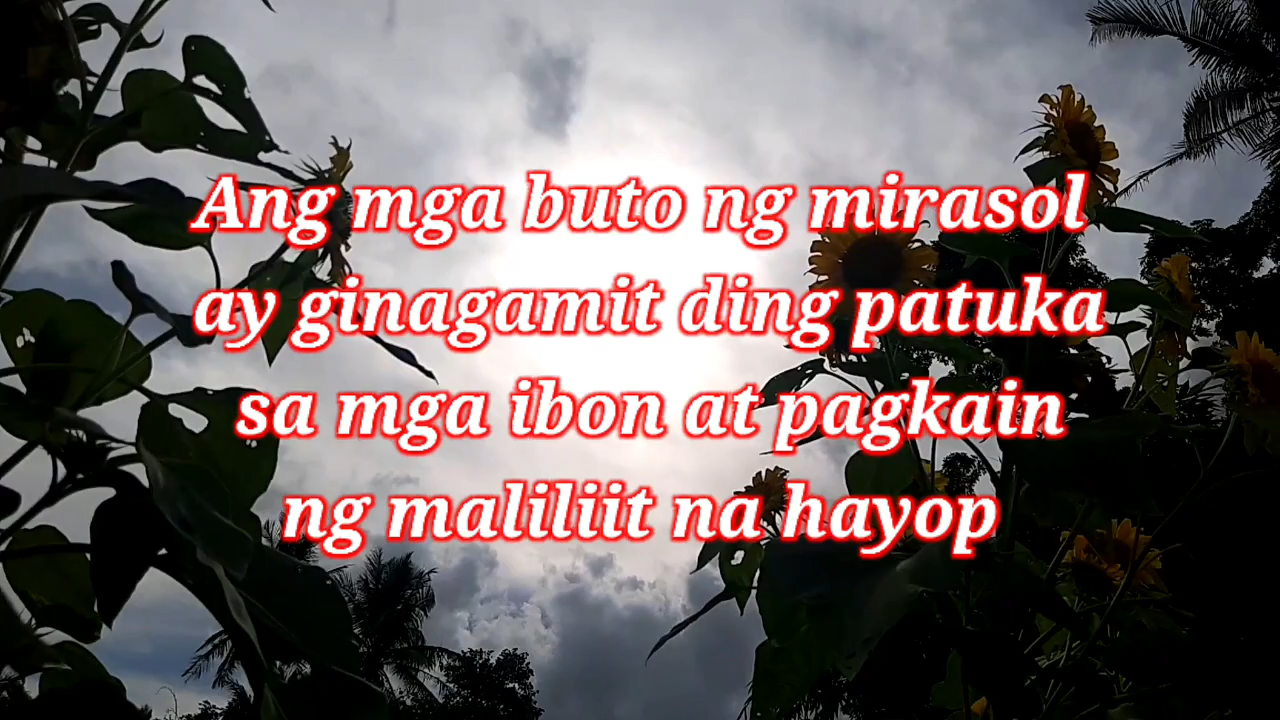 Ang mga buto ng mirasol
ay ginagamit ding patuka
sa mga ibon at pagkain
ng maliliit na hayop